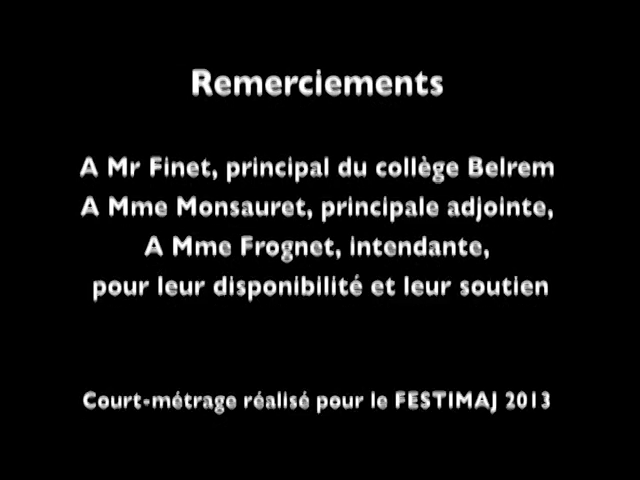 Remerciements
A Mr Finet, principal du collège Belrem
A Mme Monsauret, principale adjointe,
A Mme Frognet, intendante,
pour leur disponibilité et leur soutien
Court-métrage réalisé pour le FESTIMAJ 2013